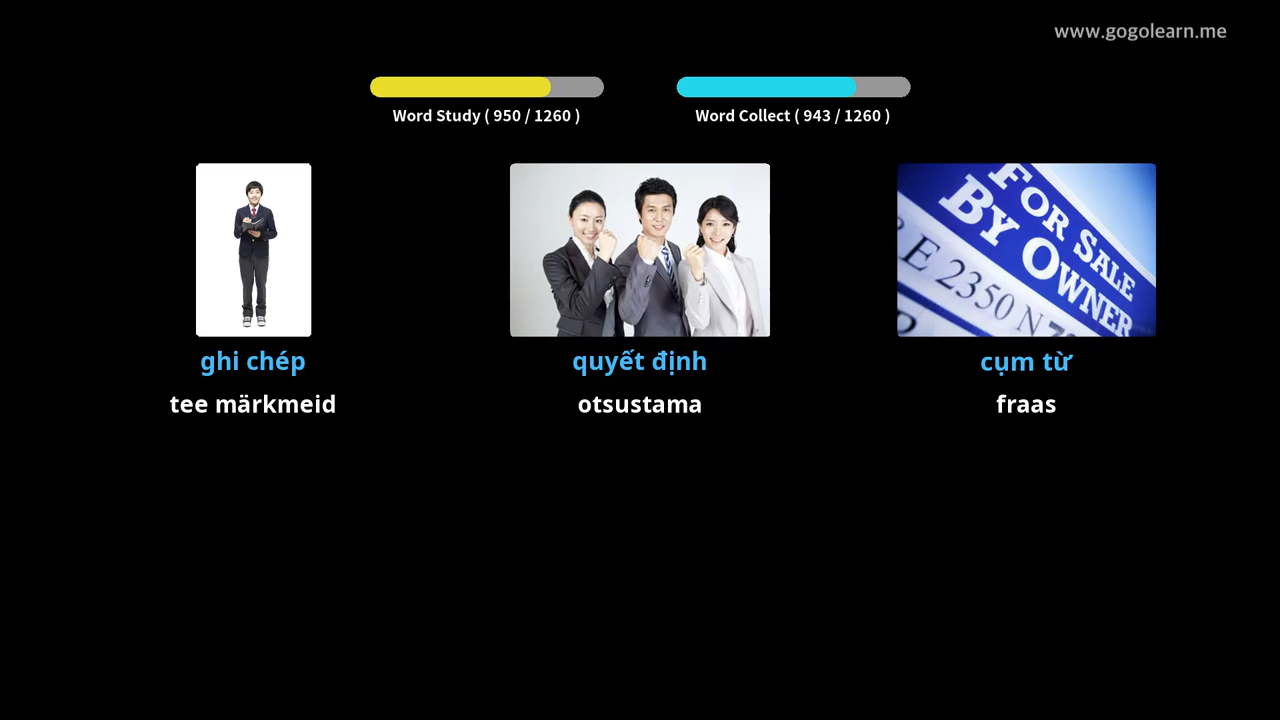 www.gogolearn.me
Word Study ( 950 / 1260 )
Word Collect ( 943 / 1260 )
FOR SALE
BY OWNER
E 2350 N
ghi chép
quyết định
cụm từ
tee märkmeid
otsustama
fraas